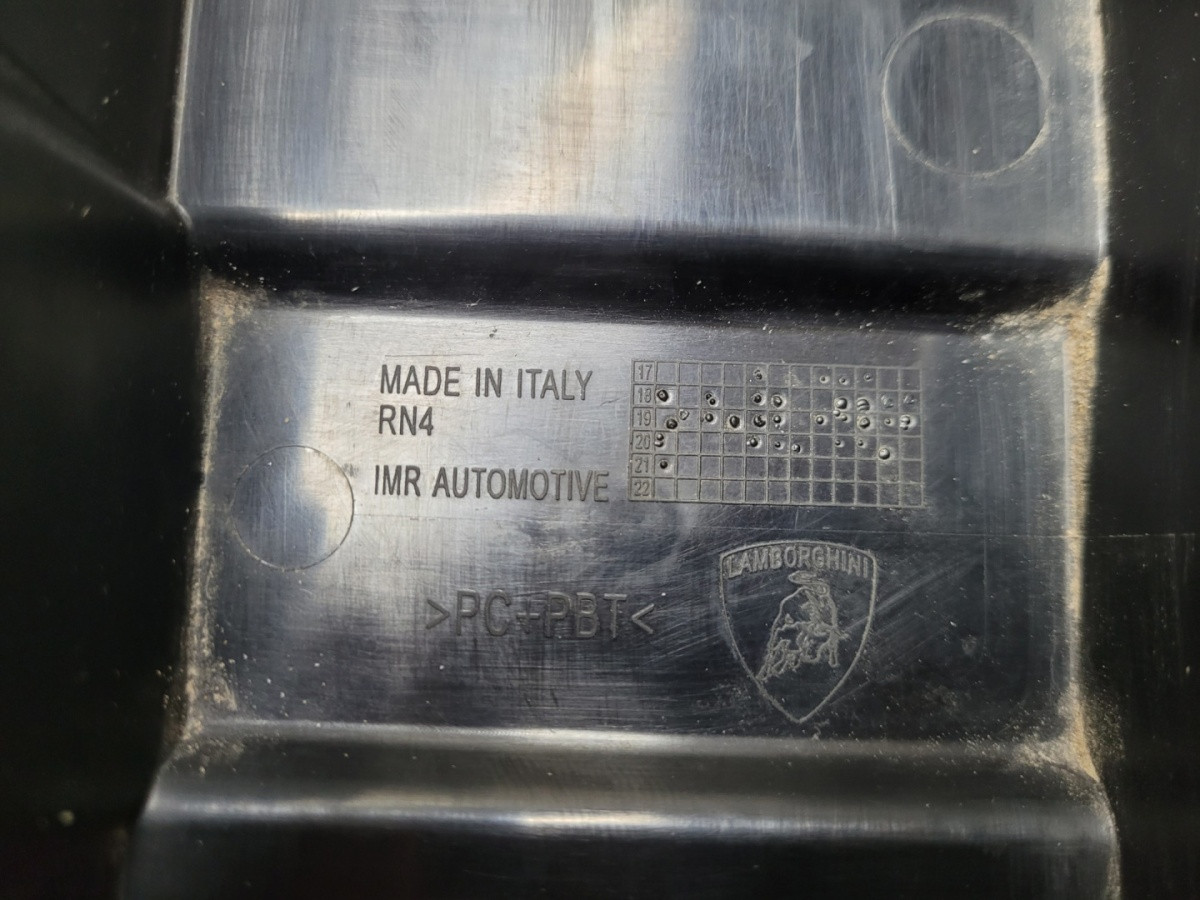 MADE IN ITALY
RN4
IMR AUTOMOTIVE
17
18
19
20
21
22
>PC+PBT<
LAMBORGHINI